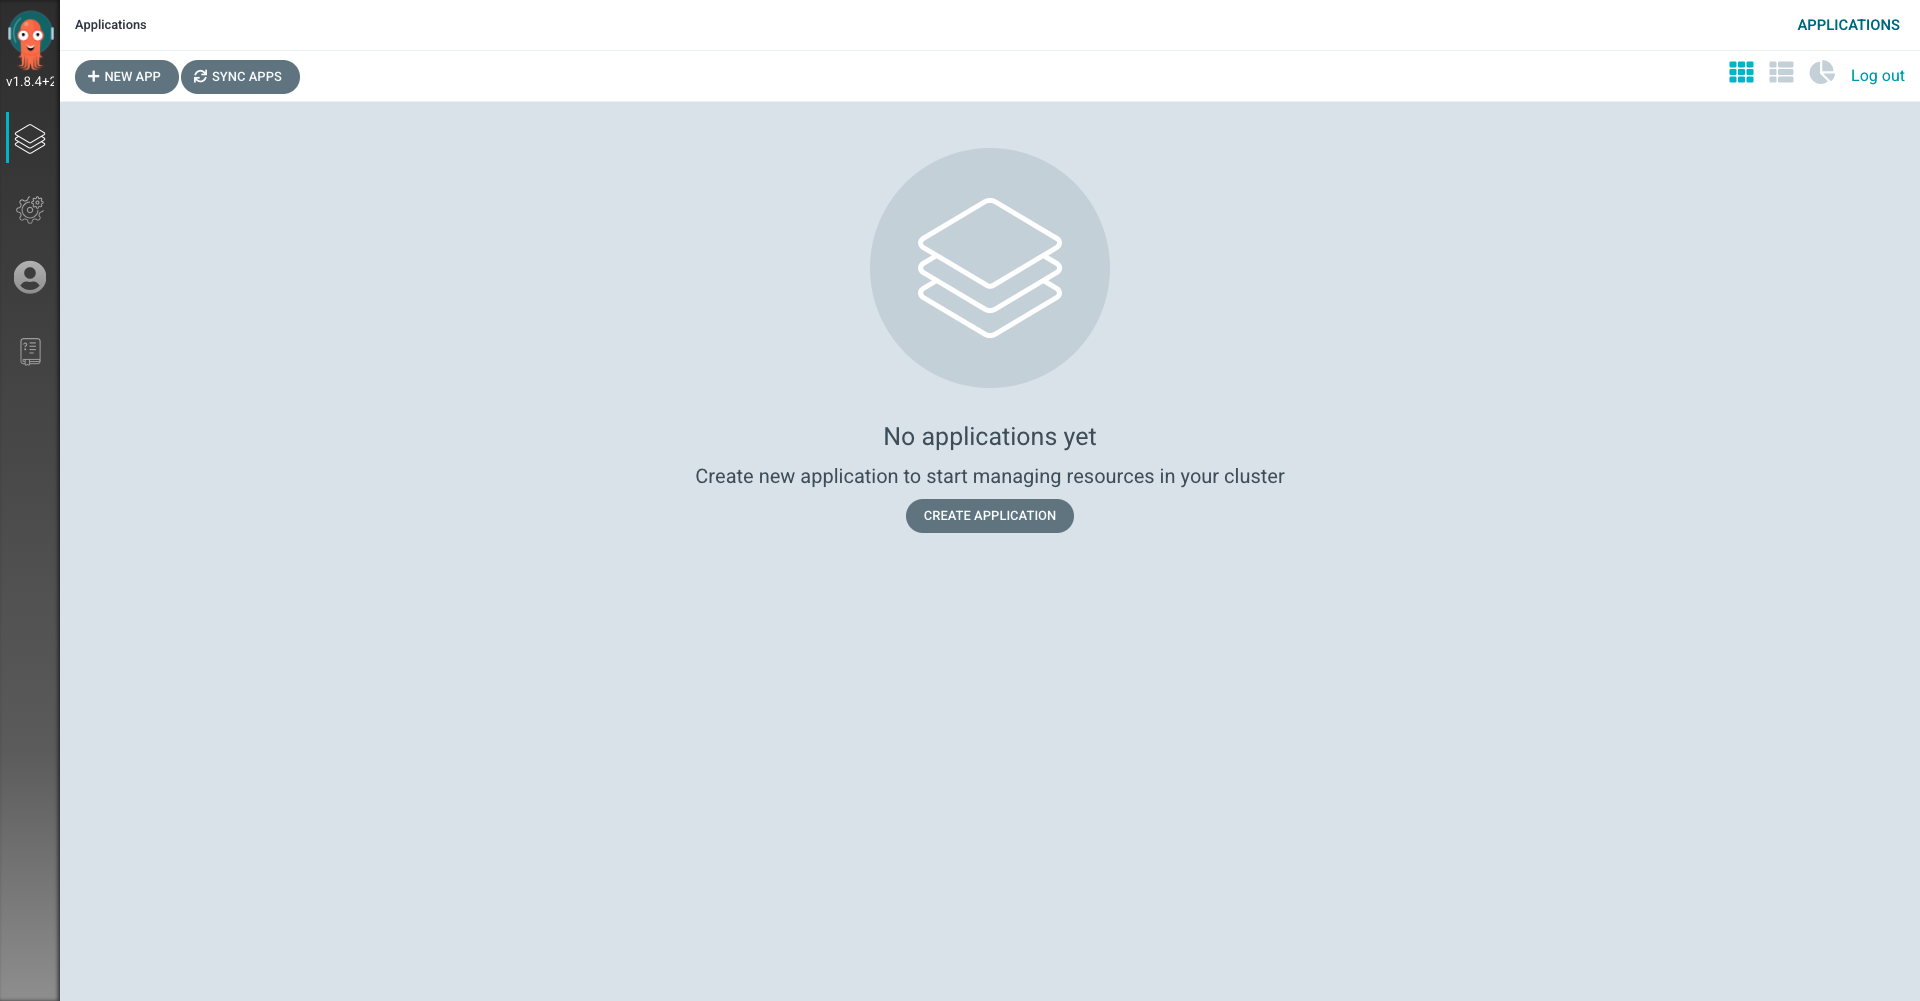 Applications
APPLICATIONS
v1.8.4+2
NEW APP
SYNC APPS
Log out
No applications yet
Create new application to start managing resources in your cluster
CREATE APPLICATION